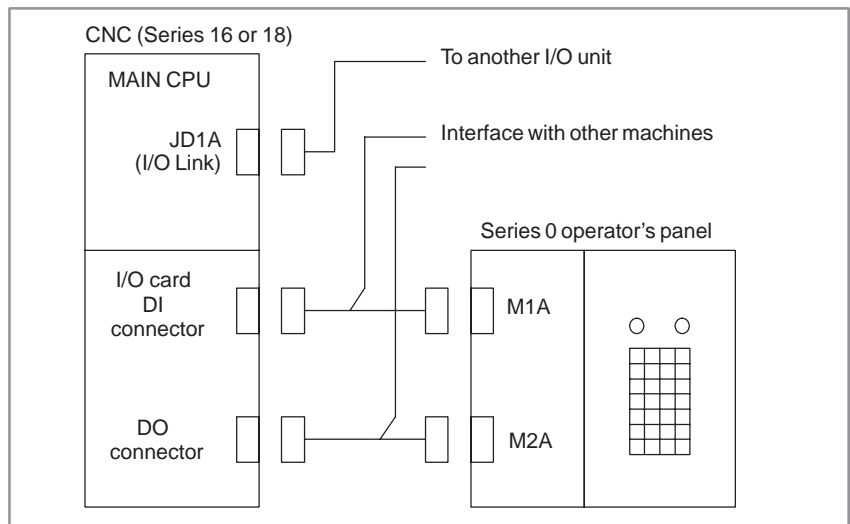 CNC (Series 16 or 18)
MAIN CPU
To another I/O unit
JD1A
(I/O Link)
Interface with other machines
Series 0 operator's panel
I/O card
DI
connector
M1A
DO
connector
M2A